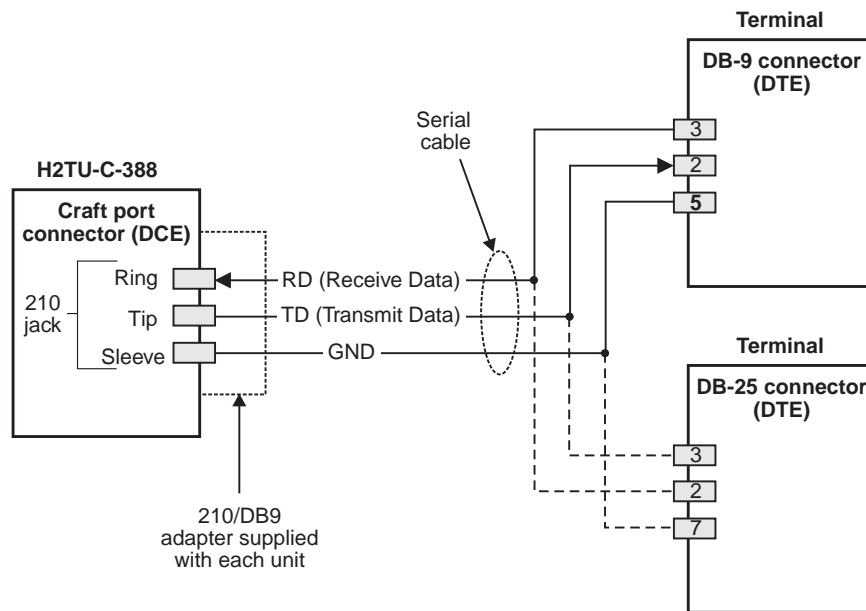 Terminal
DB-9 connector
(DTE)
3
2
5
Serial
cable
H2TU-C-388
Craft port
connector (DCE)
210
jack
Ring
Tip
Sleeve
RD (Receive Data)
TD (Transmit Data)
GND
210/DB9
adapter supplied
with each unit
Terminal
DB-25 connector
(DTE)
3
2
7